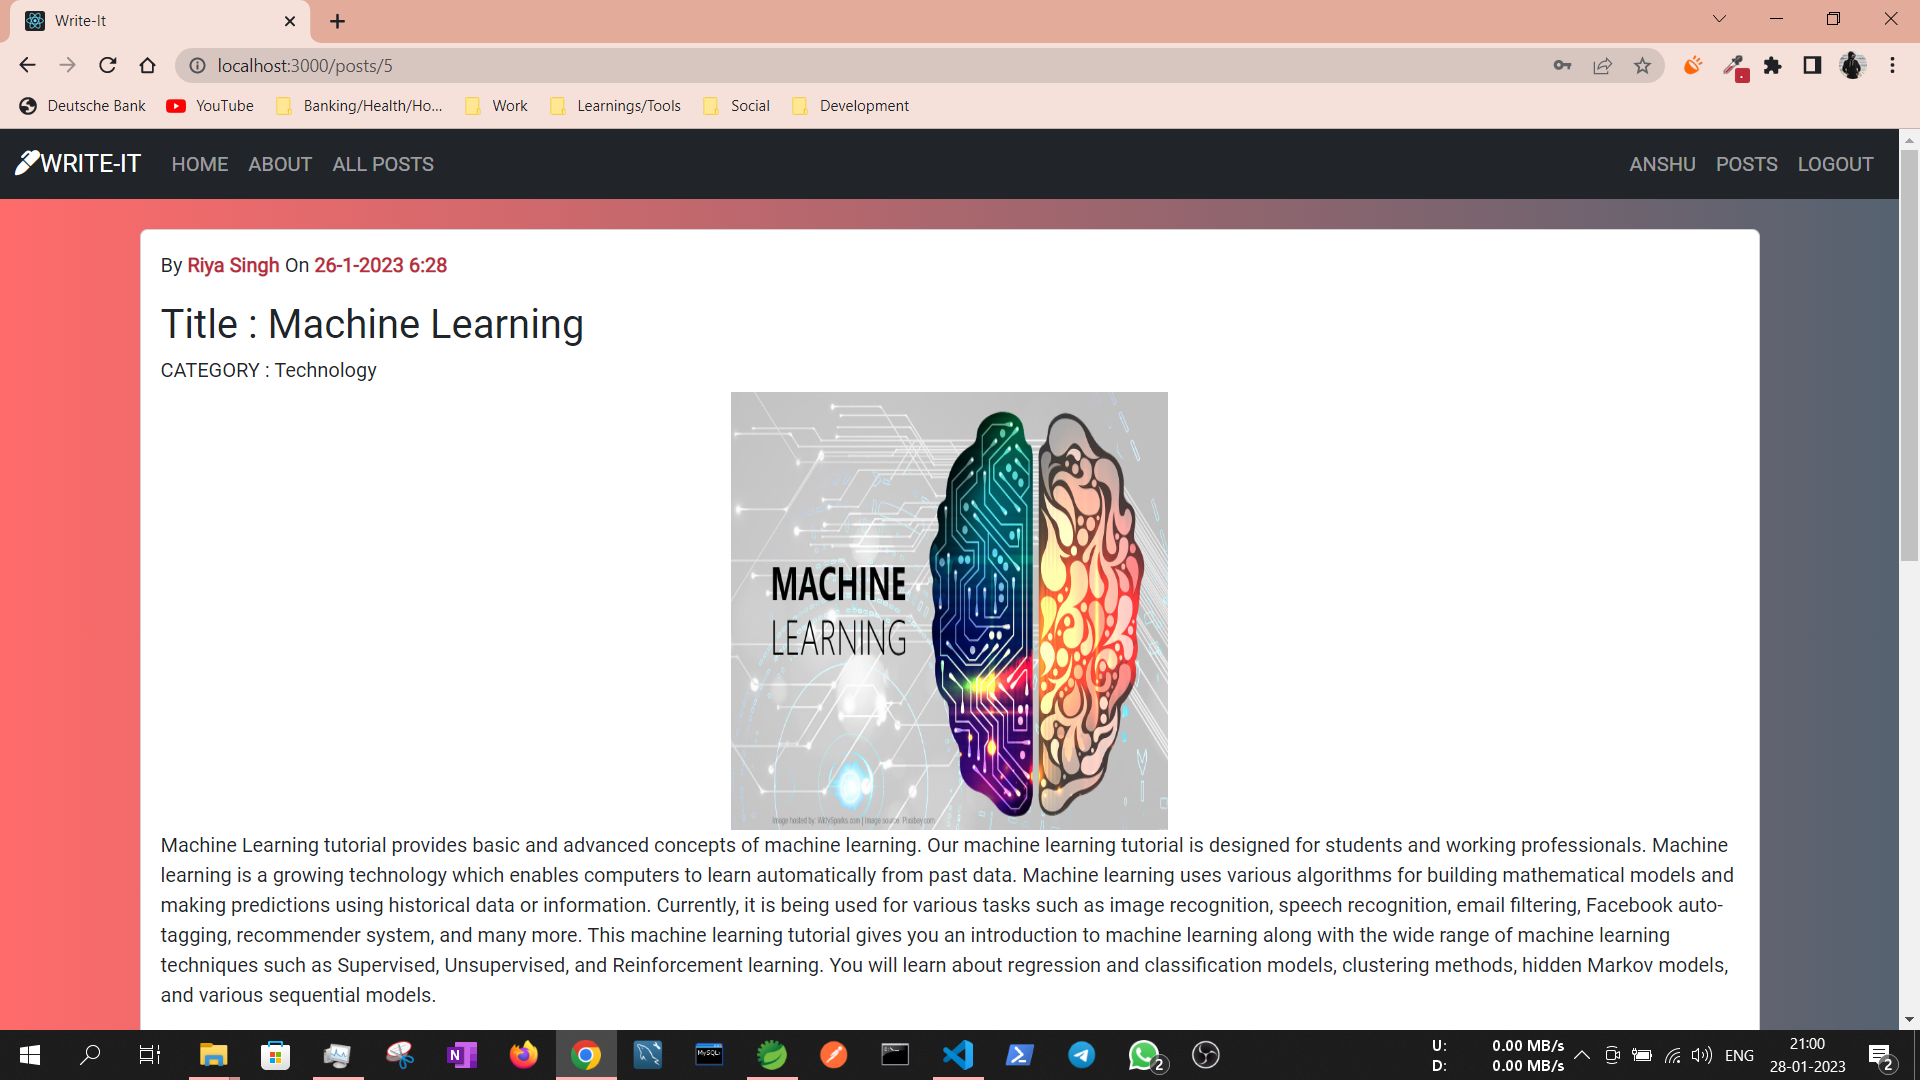 Write-It
localhost:3000/posts/5
Deutsche Bank YouTube Banking/Health/Ho... Work Learnings/Tools Social Development
WRITE-IT HOME ABOUT ALL POSTS ANSHU POSTS LOGOUT
By Riya Singh On 26-1-2023 6:28
Title : Machine Learning
CATEGORY : Technology
MACHINE
LEARNING
Image hosted by: WittySparks.com | Image source: Pixabay.com
Machine Learning tutorial provides basic and advanced concepts of machine learning. Our machine learning tutorial is designed for students and working professionals. Machine
learning is a growing technology which enables computers to learn automatically from past data. Machine learning uses various algorithms for building mathematical models and
making predictions using historical data or information. Currently, it is being used for various tasks such as image recognition, speech recognition, email filtering, Facebook auto-
tagging, recommender system, and many more. This machine learning tutorial gives you an introduction to machine learning along with the wide range of machine learning
techniques such as Supervised, Unsupervised, and Reinforcement learning. You will learn about regression and classification models, clustering methods, hidden Markov models,
and various sequential models.
N
MySQL
2
U: 0.00 MB/s
D: 0.00 MB/s
ENG
21:00
28-01-2023
2